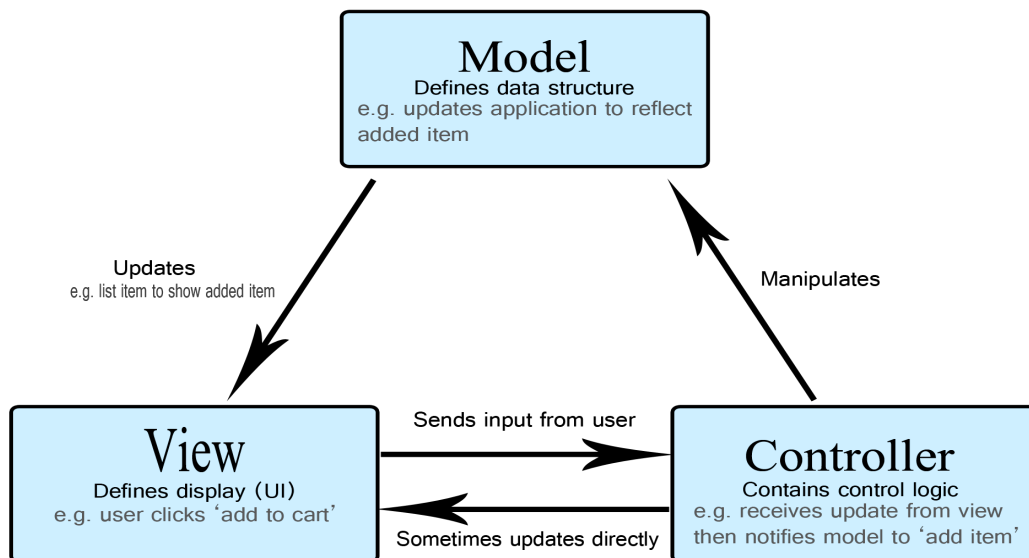 Model
Defines data structure
e.g. updates application to reflect
added item
Updates
e.g. list item to show added item
Manipulates
View
Defines display (UI)
e.g. user clicks ‘add to cart’
Sends input from user
Sometimes updates directly
Controller
Contains control logic
e.g. receives update from view
then notifies model to ‘add item’